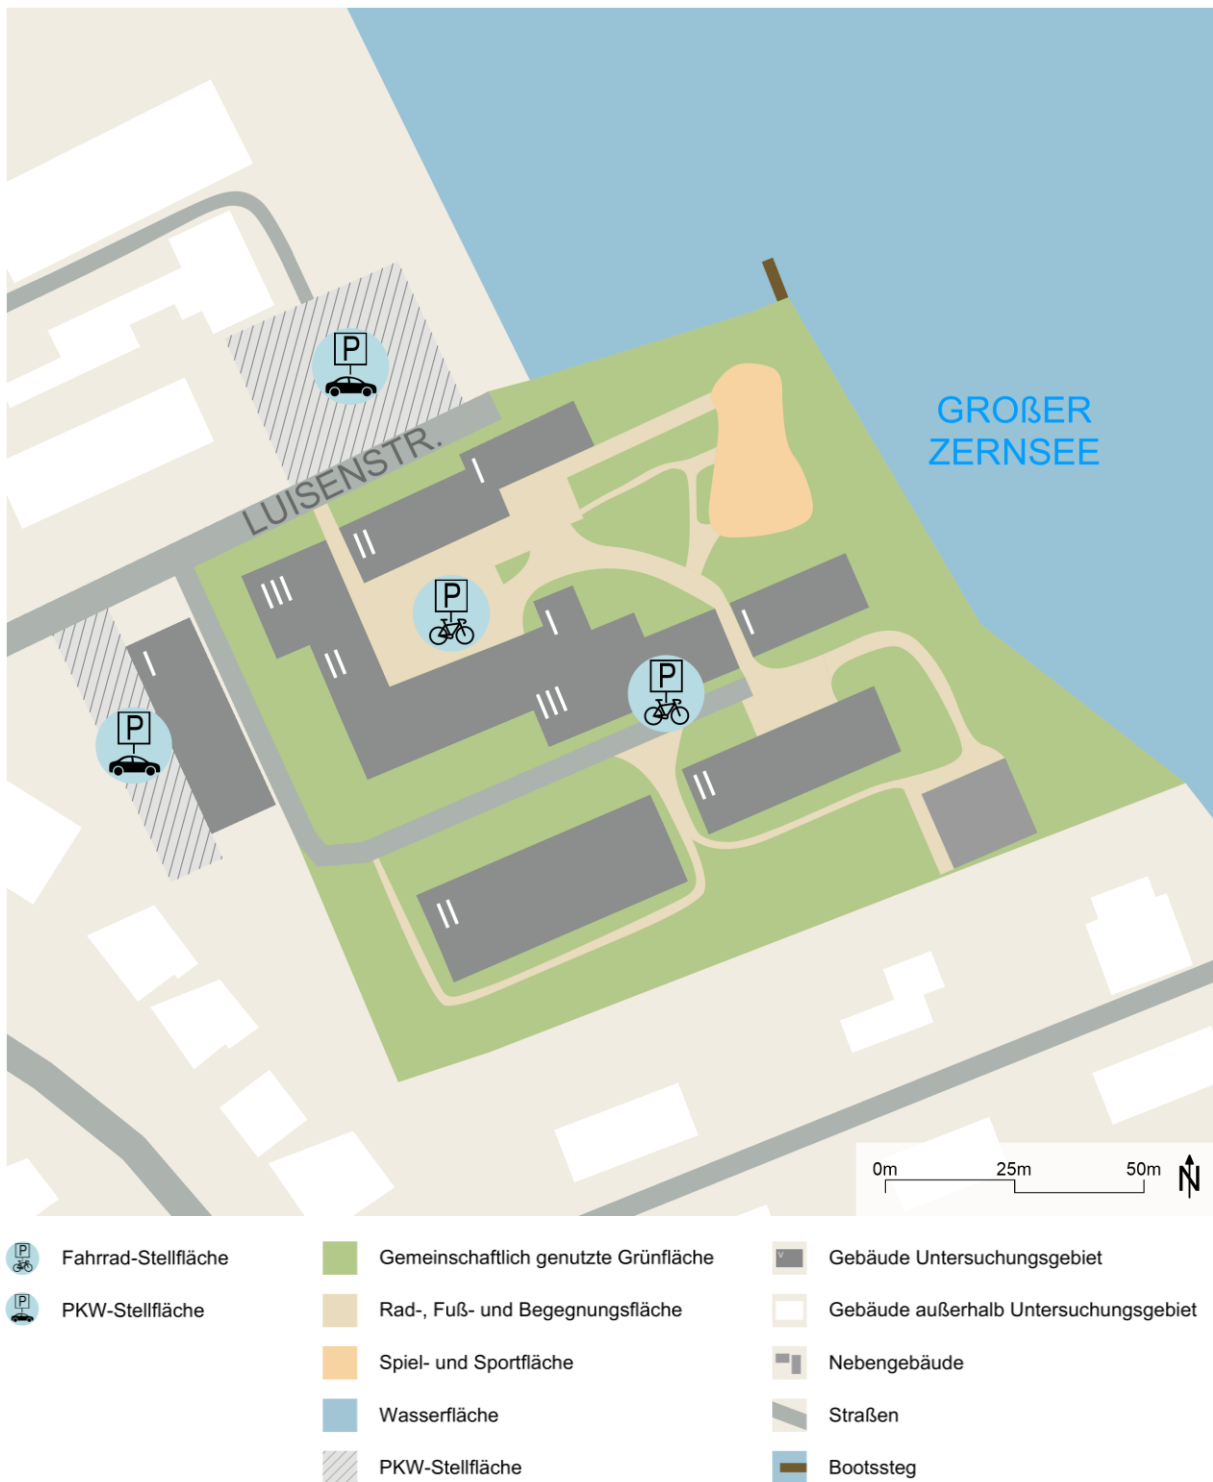 P
GROßER
ZERNSEE
LUISENSTR.
I
II
III
P
I
II
I
I
P
III
P
II
II
0m 25m 50m
N
P
Fahrrad-Stellfläche
Gemeinschaftlich genutzte Grünfläche
V
Gebäude Untersuchungsgebiet
P
PKW-Stellfläche
Rad-, Fuß- und Begegnungsfläche
Gebäude außerhalb Untersuchungsgebiet
Spiel- und Sportfläche
Nebengebäude
Wasserfläche
Straßen
PKW-Stellfläche
Bootssteg